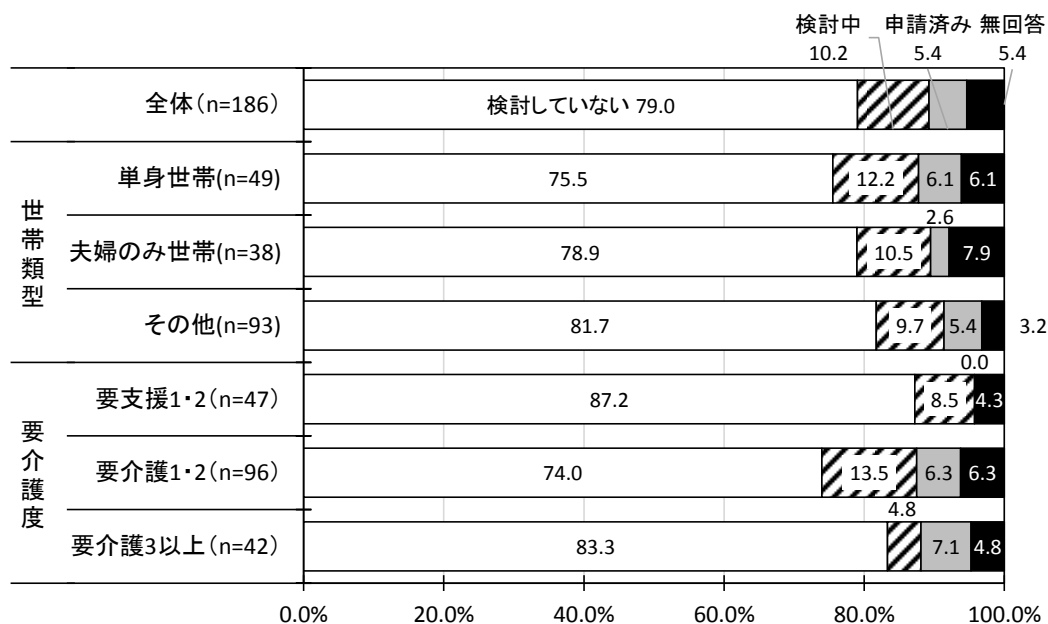 検討中 申請済み 無回答
10.2 5.4 5.4
全体（n=186） 検討していない 79.0
世帯類型
単身世帯(n=49) 75.5 12.2 6.1 6.1
2.6
夫婦のみ世帯(n=38) 78.9 10.5 7.9
その他(n=93) 81.7 9.7 5.4 3.2
0.0
要介護度
要支援1・2（n=47） 87.2 8.5 4.3
要介護1・2（n=96） 74.0 13.5 6.3 6.3
4.8
要介護3以上（n=42） 83.3 7.1 4.8
0.0% 20.0% 40.0% 60.0% 80.0% 100.0%